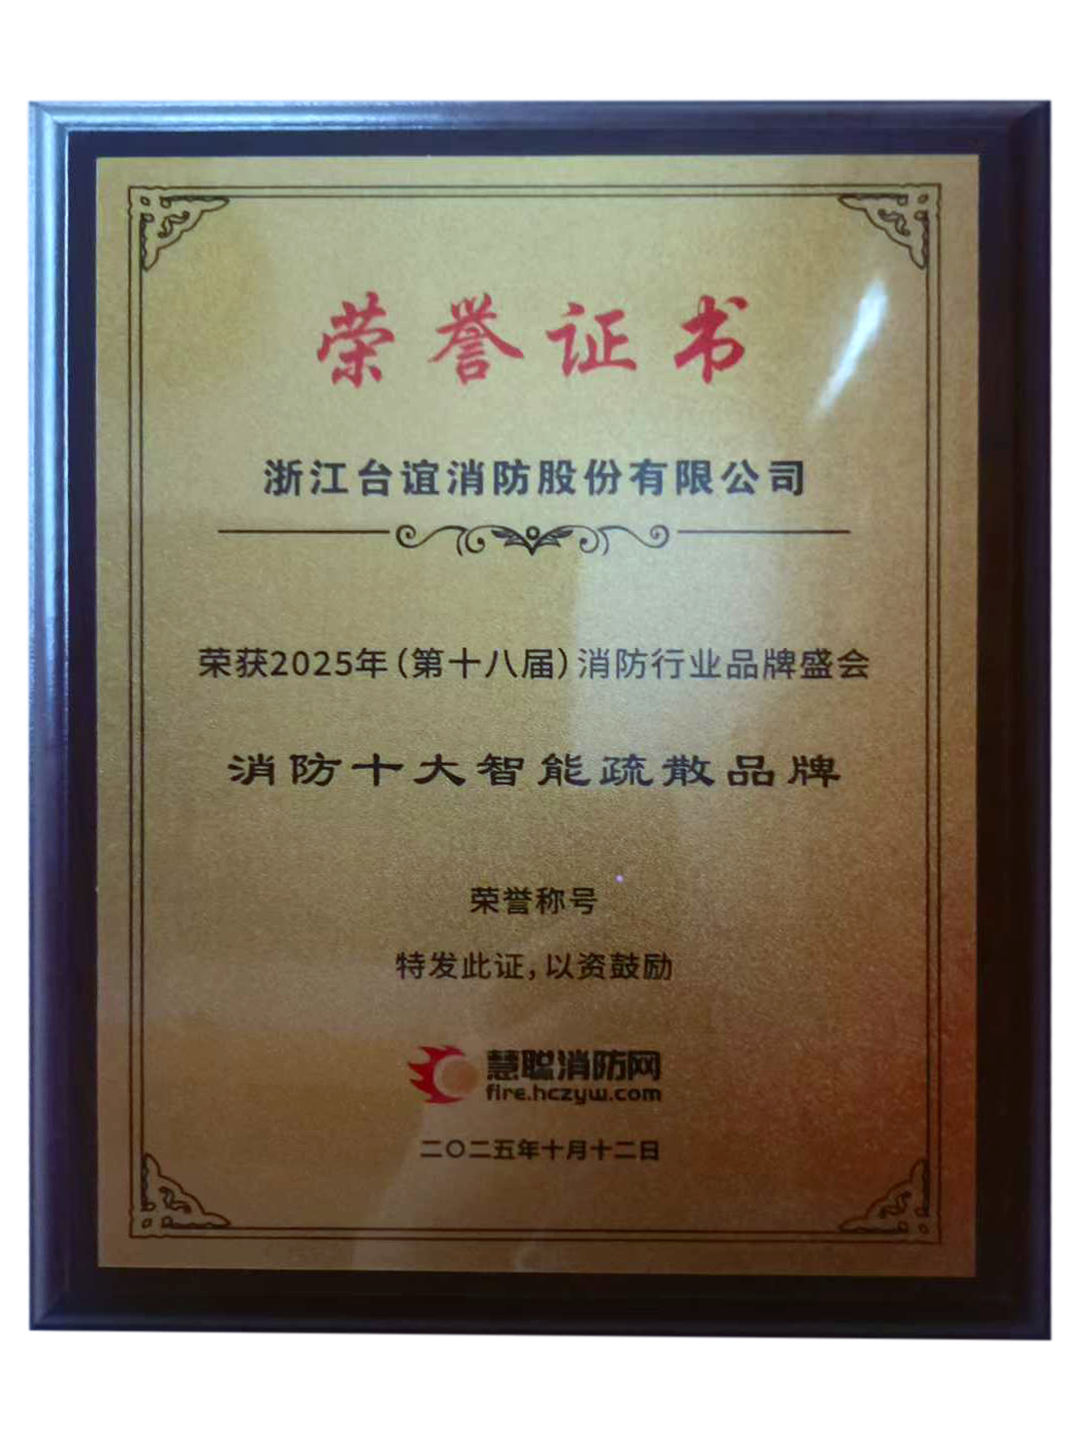 荣誉证书
浙江台谊消防股份有限公司
荣获2025年(第十八届)消防行业品牌盛会
消防十大智能疏散品牌
荣誉称号
特发此证,以资鼓励
慧聪消防网
fire.hczyw.com
二〇二五年十月十二日